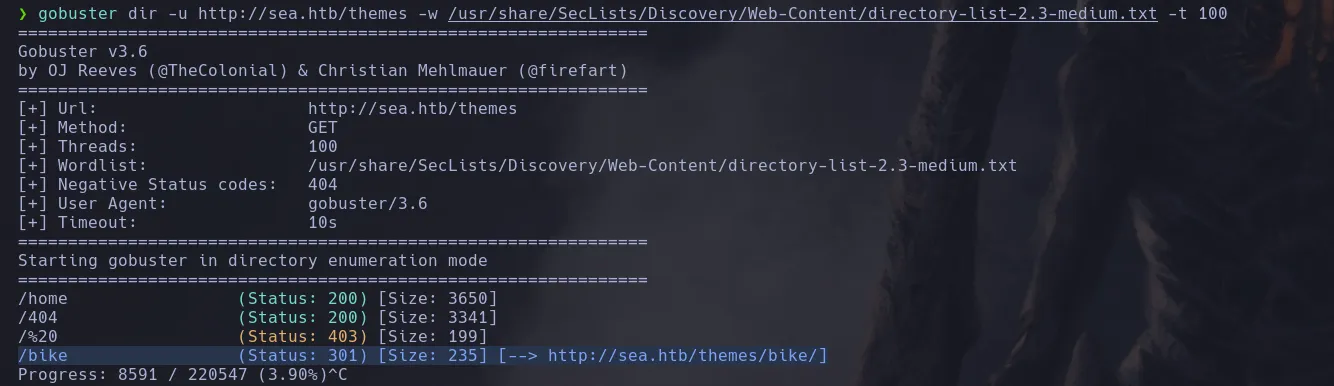 ❯ gobuster dir -u http://sea.htb/themes -w /usr/share/SecLists/Discovery/Web-Content/directory-list-2.3-medium.txt -t 100
===============================================================
Gobuster v3.6
by OJ Reeves (@TheColonial) & Christian Mehlmauer (@firefart)
===============================================================
[+] Url:                     http://sea.htb/themes
[+] Method:                  GET
[+] Threads:                 100
[+] Wordlist:                /usr/share/SecLists/Discovery/Web-Content/directory-list-2.3-medium.txt
[+] Negative Status codes:   404
[+] User Agent:              gobuster/3.6
[+] Timeout:                 10s
===============================================================
Starting gobuster in directory enumeration mode
===============================================================
/home                 (Status: 200) [Size: 3650]
/404                  (Status: 200) [Size: 3341]
/%20                  (Status: 403) [Size: 199]
/bike                 (Status: 301) [Size: 235] [--> http://sea.htb/themes/bike/]
Progress: 8591 / 220547 (3.90%)^C